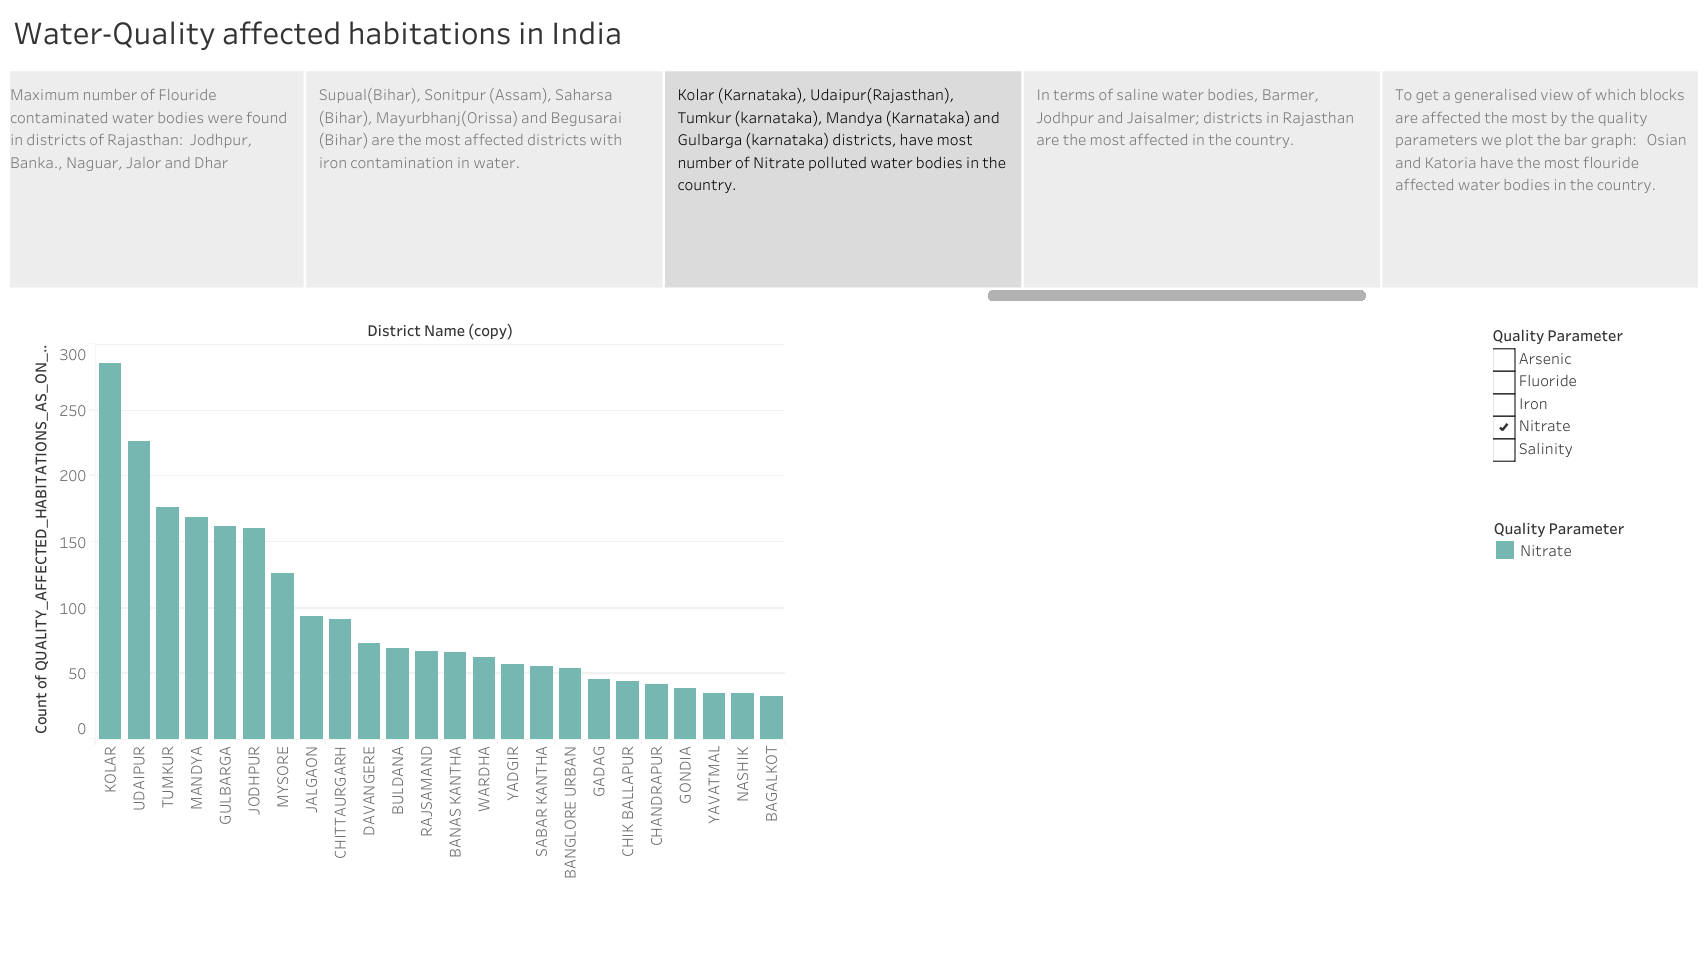 Water-Quality affected habitations in India
Maximum number of Flouride
contaminated water bodies were found
in districts of Rajasthan:  Jodhpur,
Banka., Naguar, Jalor and Dhar
Supual(Bihar), Sonitpur (Assam), Saharsa
(Bihar), Mayurbhanj(Orissa) and Begusarai
(Bihar) are the most affected districts with
iron contamination in water.
Kolar (Karnataka), Udaipur(Rajasthan),
Tumkur (karnataka), Mandya (Karnataka) and
Gulbarga (karnataka) districts, have most
number of Nitrate polluted water bodies in the
country.
In terms of saline water bodies, Barmer,
Jodhpur and Jaisalmer; districts in Rajasthan
are the most affected in the country.
To get a generalised view of which blocks
are affected the most by the quality
parameters we plot the bar graph:  Osian
and Katoria have the most flouride
affected water bodies in the country.
District Name (copy)
Count of QUALITY_AFFECTED_HABITATIONS_AS_ON_..
300
250
200
150
100
50
0
KOLAR
UDAIPUR
TUMKUR
MANDYA
GULBARGA
JODHPUR
MYSORE
JALGAON
CHITTAURGARH
DAVANGERE
BULDANA
RAJSAMAND
BANAS KANTHA
WARDHA
YADGIR
SABAR KANTHA
BANGLORE URBAN
GADAG
CHIK BALLAPUR
CHANDRAPUR
GONDIA
YAVATMAL
NASHIK
BAGALKOT
Quality Parameter
Arsenic
Fluoride
Iron
Nitrate
Salinity
Quality Parameter
Nitrate